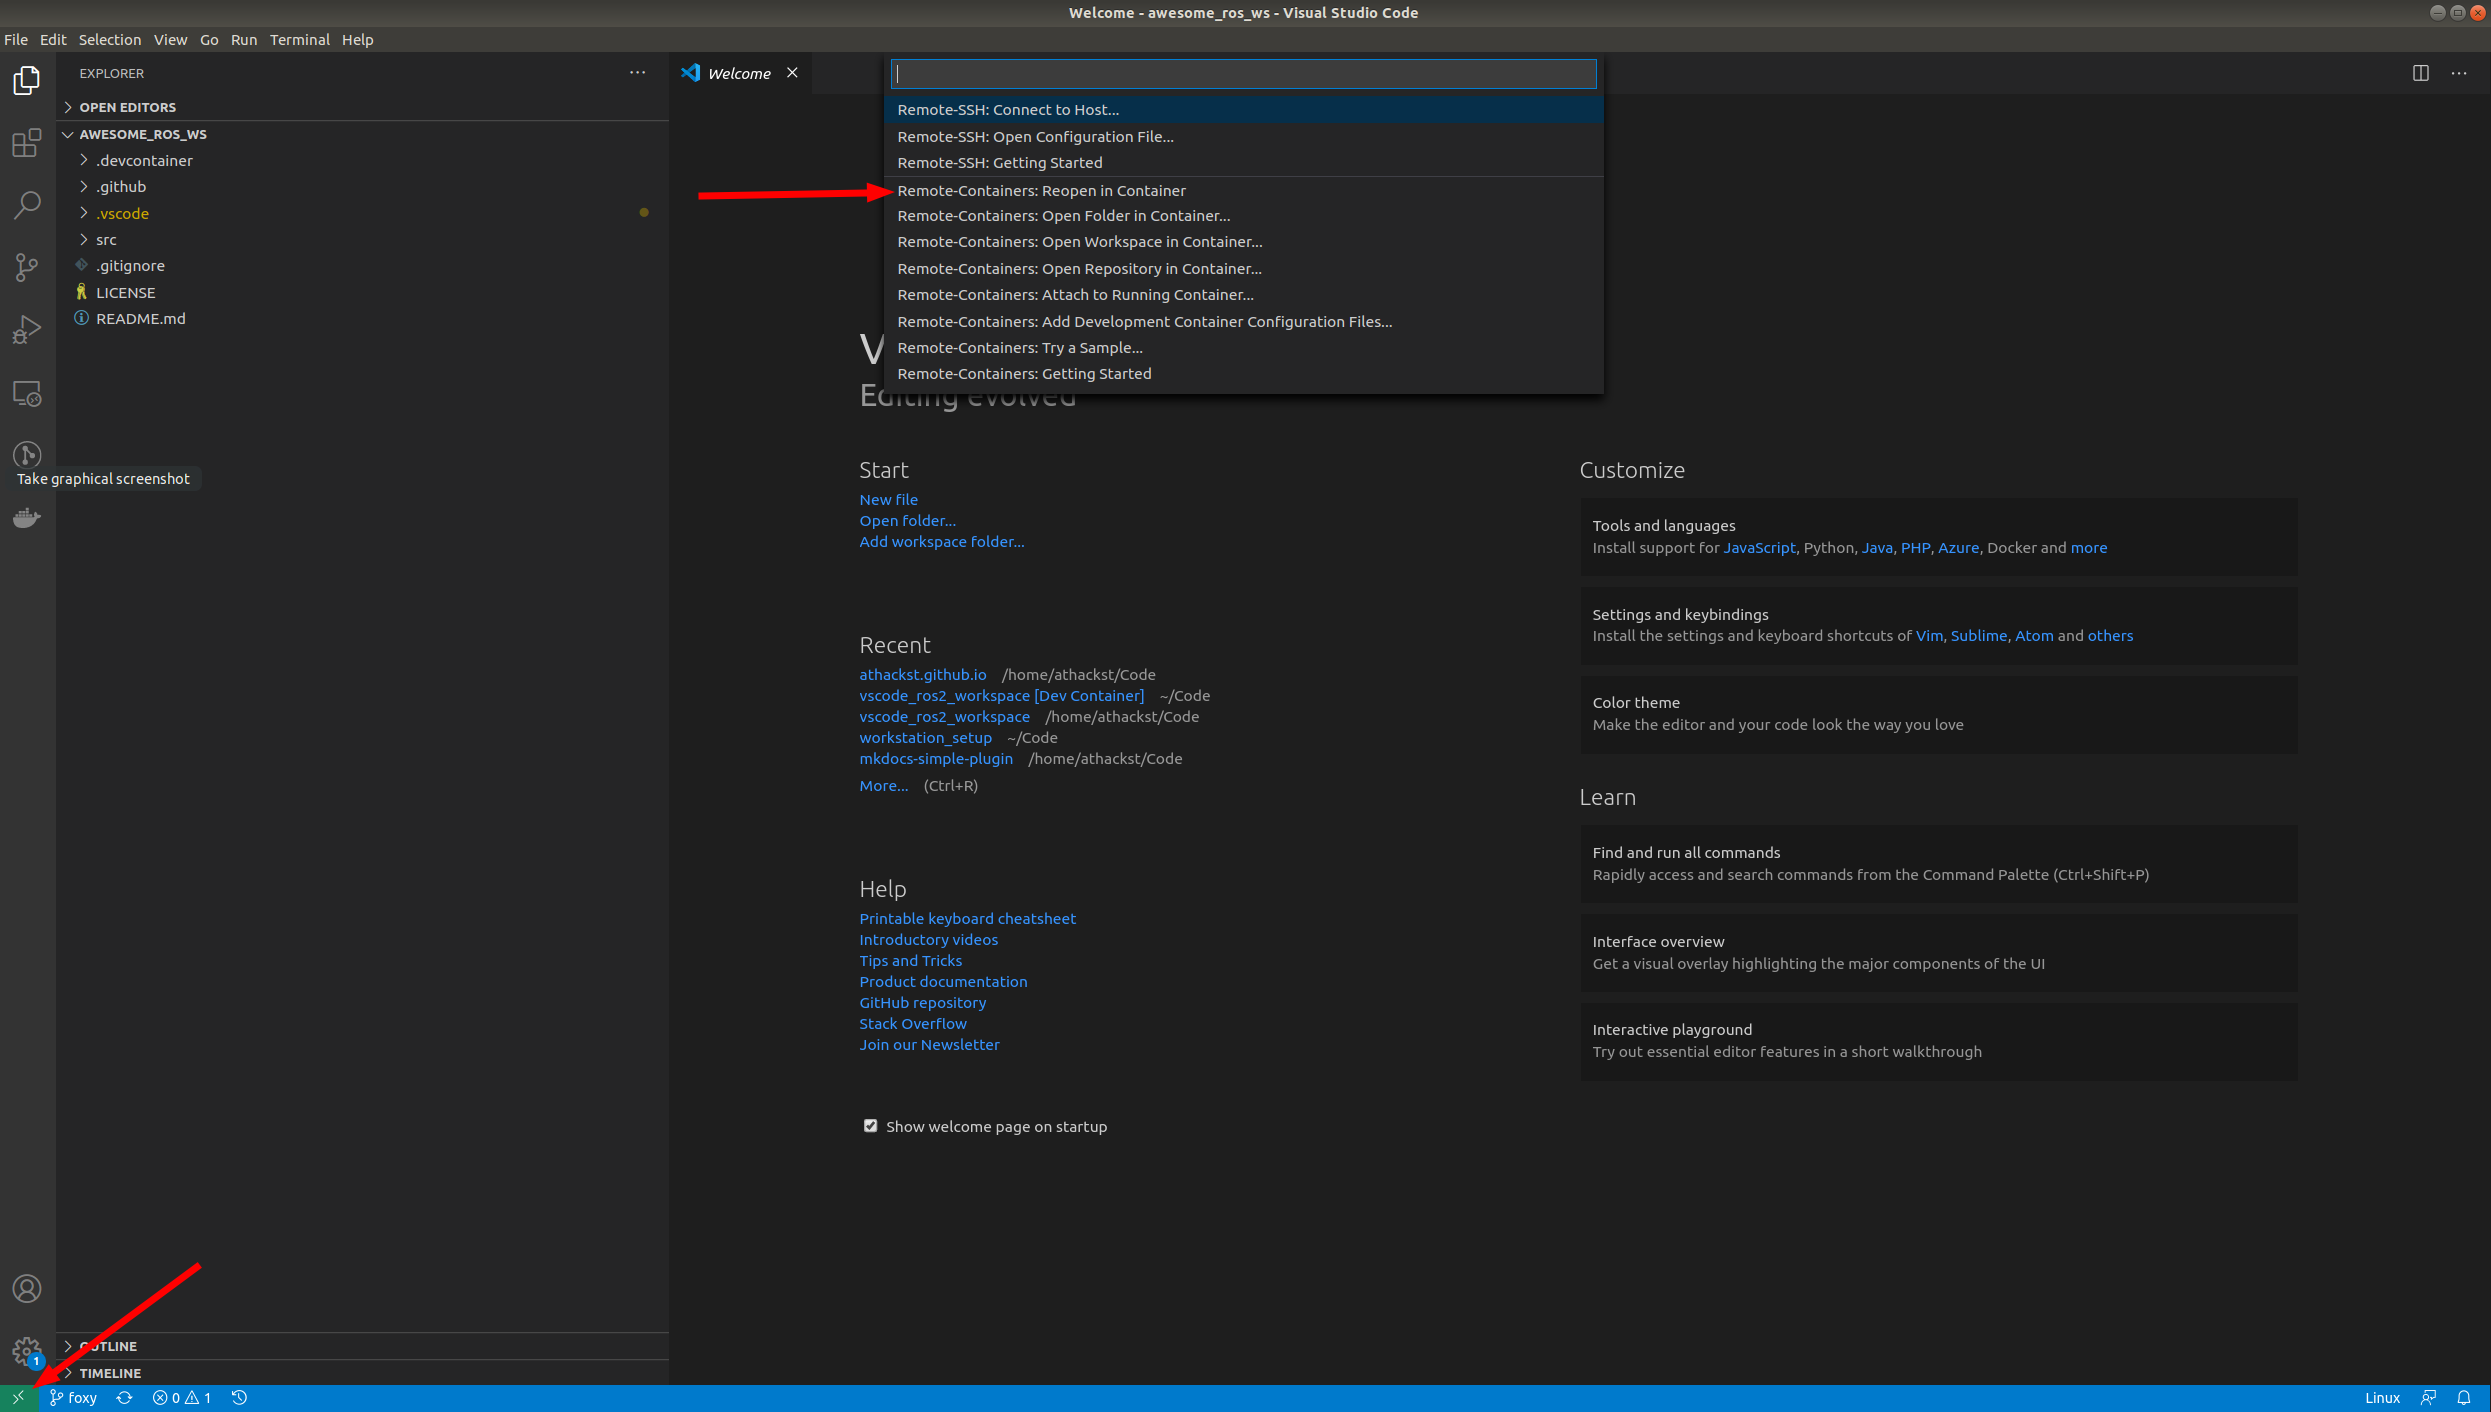 Welcome - awesome_ros_ws - Visual Studio Code
File Edit Selection View Go Run Terminal Help
EXPLORER
OPEN EDITORS
AWESOME_ROS_WS
.devcontainer
.github
.vscode
src
.gitignore
LICENSE
README.md
Take graphical screenshot
OUTLINE
TIMELINE
Welcome
Remote-SSH: Connect to Host...
Remote-SSH: Open Configuration File...
Remote-SSH: Getting Started
Remote-Containers: Reopen in Container
Remote-Containers: Open Folder in Container...
Remote-Containers: Open Workspace in Container...
Remote-Containers: Open Repository in Container...
Remote-Containers: Attach to Running Container...
Remote-Containers: Add Development Container Configuration Files...
Remote-Containers: Try a Sample...
Remote-Containers: Getting Started
Editing evolved
Start
New file
Open folder...
Add workspace folder...
Recent
athackst.github.io /home/athackst/Code
vscode_ros2_workspace [Dev Container] ~/Code
vscode_ros2_workspace /home/athackst/Code
workstation_setup ~/Code
mkdocs-simple-plugin /home/athackst/Code
More... (Ctrl+R)
Help
Printable keyboard cheatsheet
Introductory videos
Tips and Tricks
Product documentation
GitHub repository
Stack Overflow
Join our Newsletter
Show welcome page on startup
Customize
Tools and languages
Install support for JavaScript, Python, Java, PHP, Azure, Docker and more
Settings and keybindings
Install the settings and keyboard shortcuts of Vim, Sublime, Atom and others
Color theme
Make the editor and your code look the way you love
Learn
Find and run all commands
Rapidly access and search commands from the Command Palette (Ctrl+Shift+P)
Interface overview
Get a visual overlay highlighting the major components of the UI
Interactive playground
Try out essential editor features in a short walkthrough
1
foxy 0 1 Linux